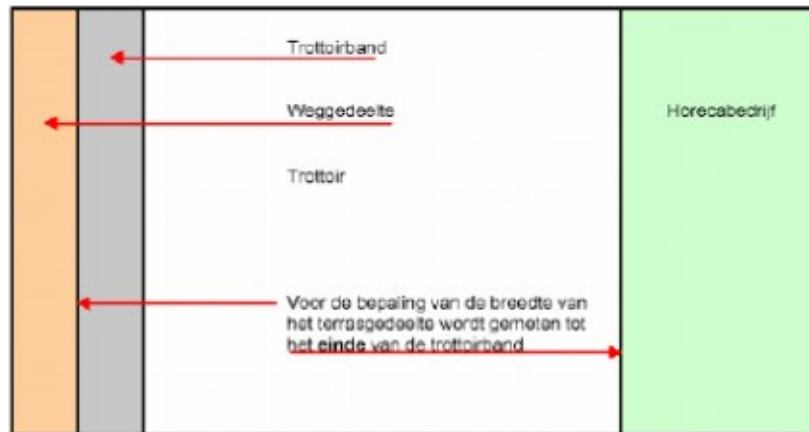 Trottoirband
Weggedeelte
Horecabedrijf
Trottoir
Voor de bepaling van de breedte van
het terrasgedeelte wordt gemeten tot
het einde van de trottoirband